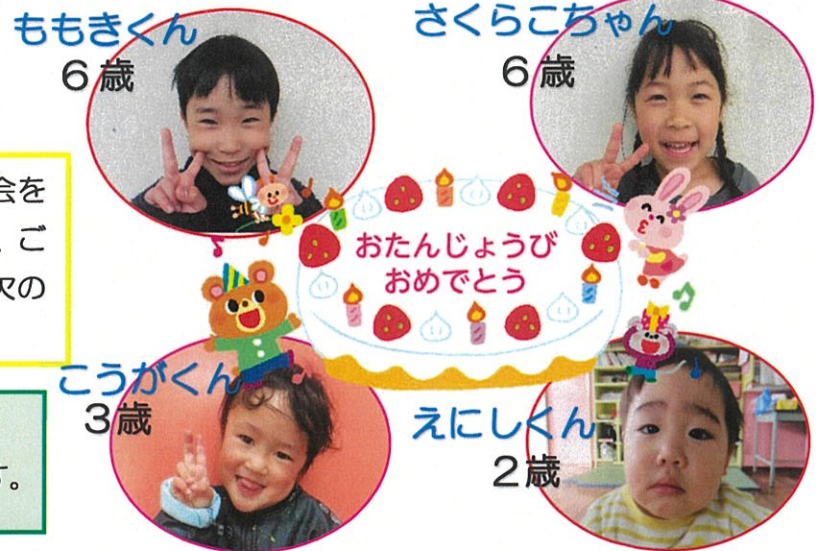 ももきくん
6歳
さくらこちゃん
6歳
会を
ご
次の
おたんじょうび
おめでとう
こうがくん
3歳
えにしくん
2歳
す。